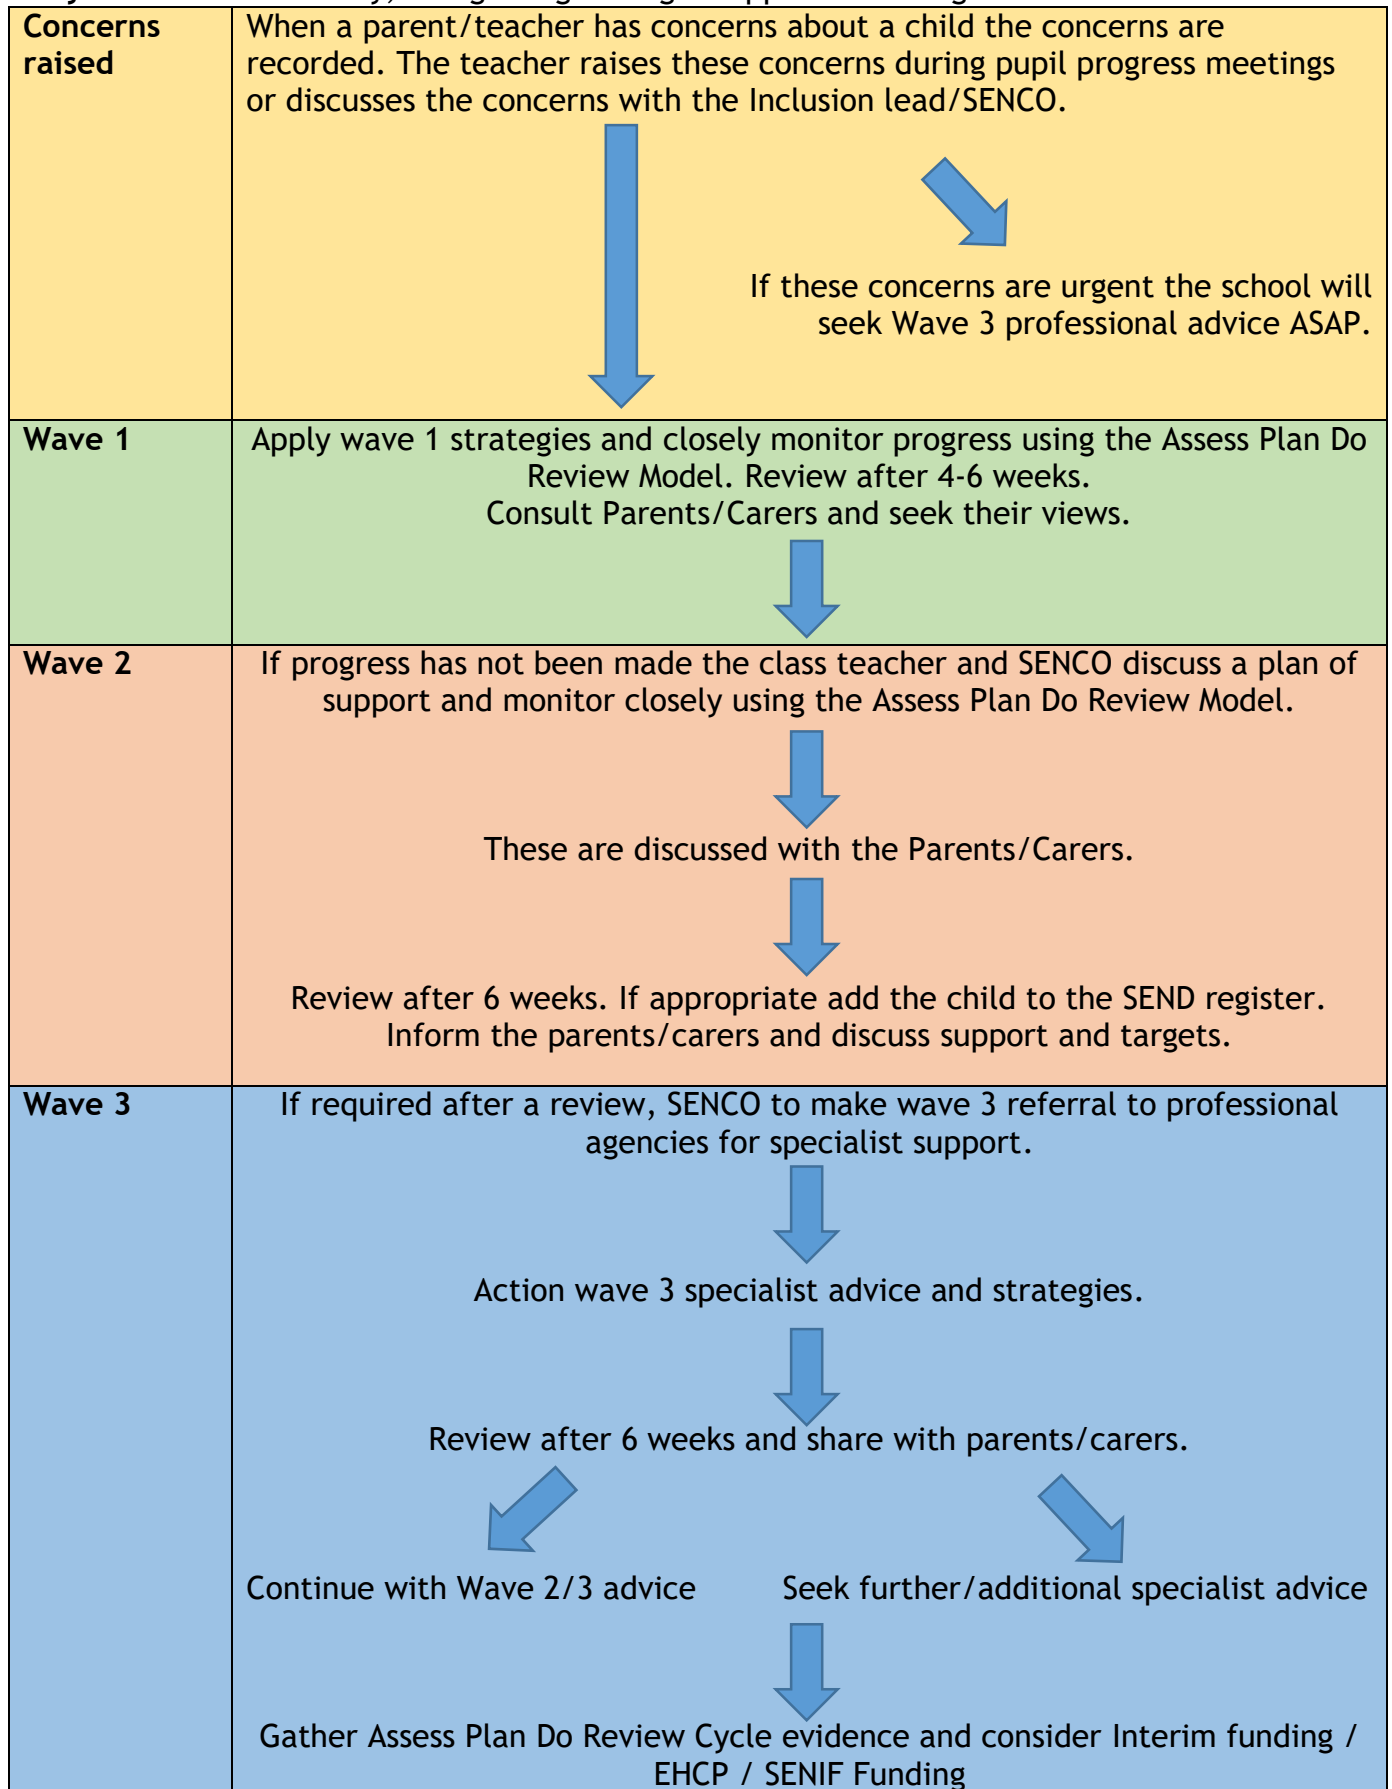 Concerns
raised
When a parent/teacher has concerns about a child the concerns are
recorded. The teacher raises these concerns during pupil progress meetings
or discusses the concerns with the Inclusion lead/SENCO.
If these concerns are urgent the school will
seek Wave 3 professional advice ASAP.
Wave 1
Apply wave 1 strategies and closely monitor progress using the Assess Plan Do
Review Model. Review after 4-6 weeks.
Consult Parents/Carers and seek their views.
Wave 2
If progress has not been made the class teacher and SENCO discuss a plan of
support and monitor closely using the Assess Plan Do Review Model.
These are discussed with the Parents/Carers.
Review after 6 weeks. If appropriate add the child to the SEND register.
Inform the parents/carers and discuss support and targets.
Wave 3
If required after a review, SENCO to make wave 3 referral to professional
agencies for specialist support.
Action wave 3 specialist advice and strategies.
Review after 6 weeks and share with parents/carers.
Continue with Wave 2/3 advice
Seek further/additional specialist advice
Gather Assess Plan Do Review Cycle evidence and consider Interim funding /
EHCP / SENIF Funding